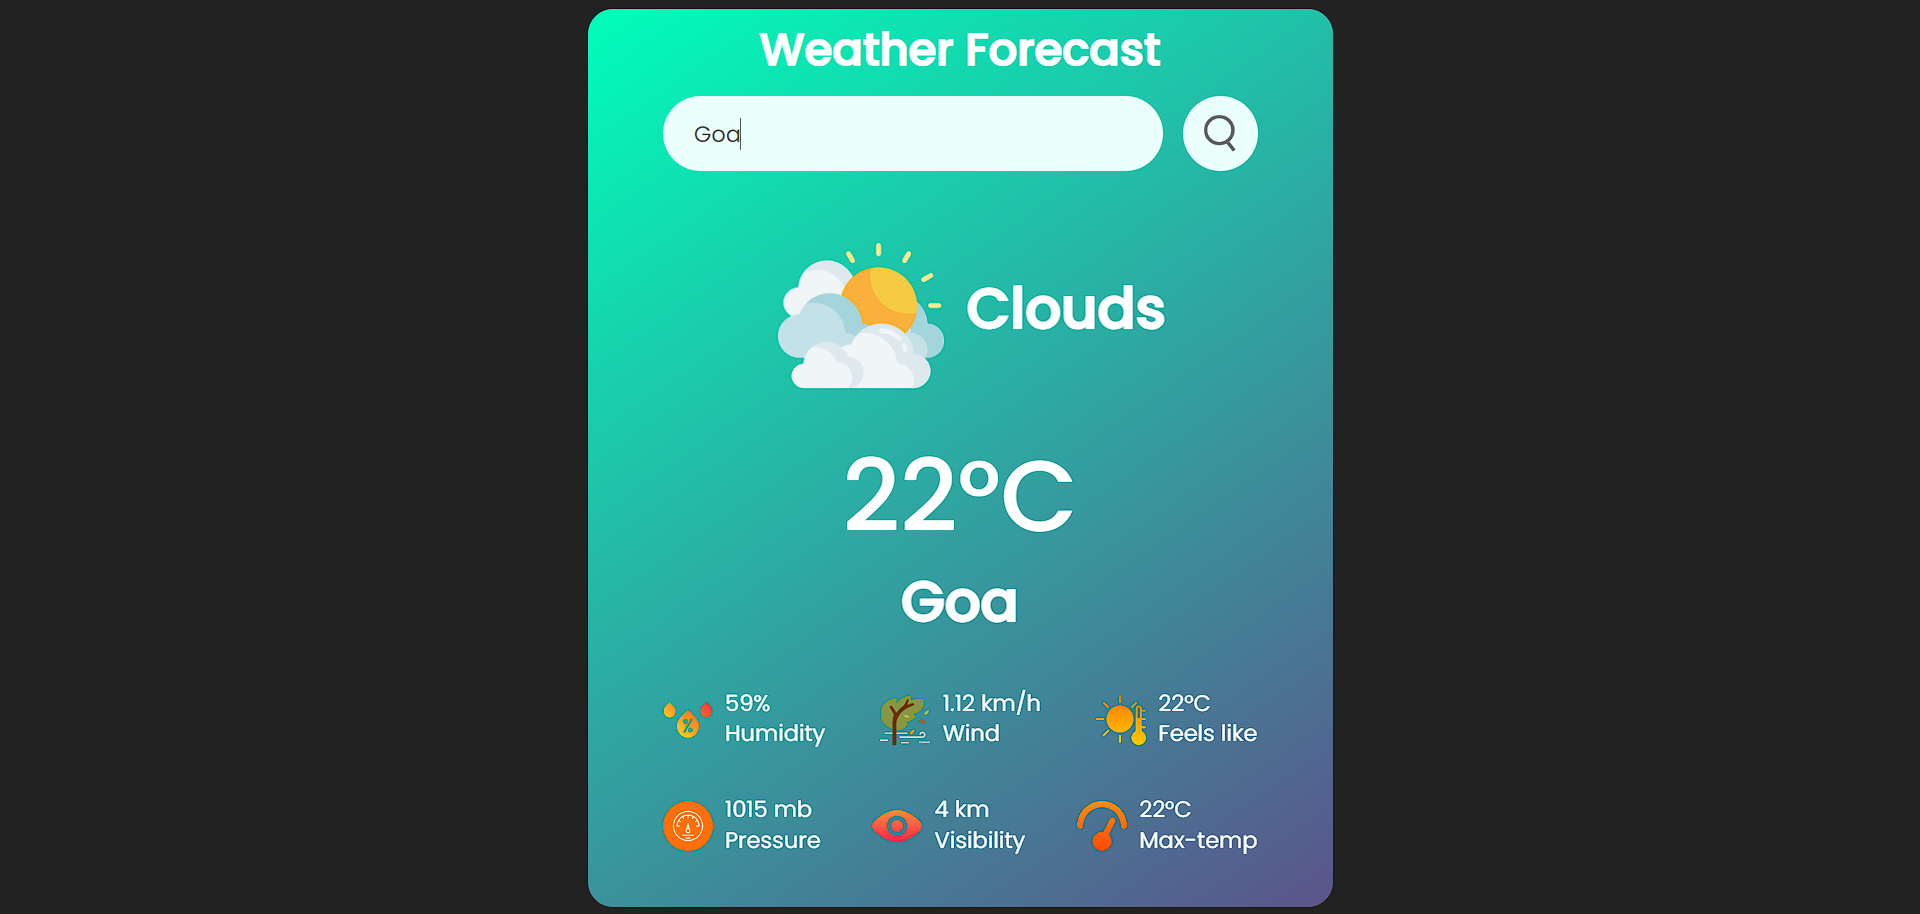 Weather Forecast
Goa
Clouds
22°C
Goa
59%
Humidity
1.12 km/h
Wind
22°C
Feels like
1015 mb
Pressure
4 km
Visibility
22°C
Max-temp